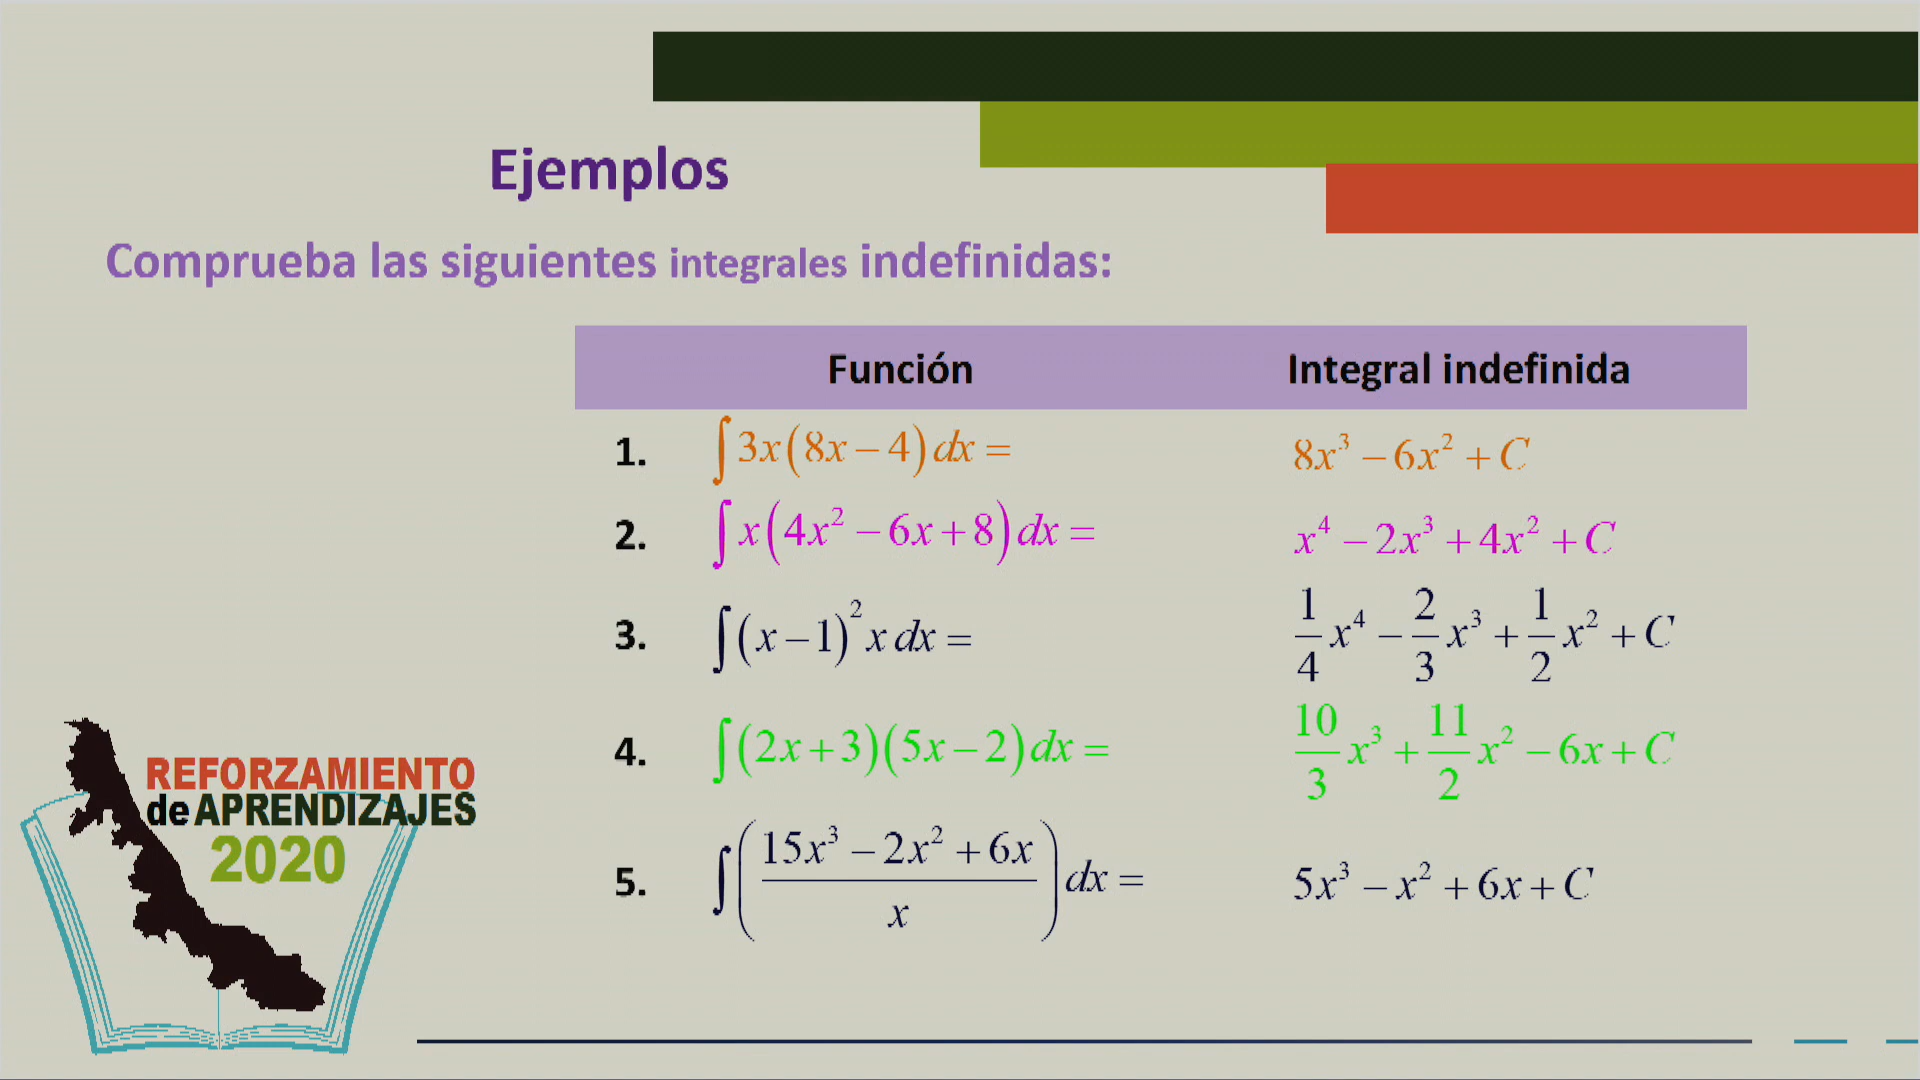 Ejemplos
Comprueba las siguientes integrales indefinidas:
Función Integral indefinida
1. ∫3x(8x−4)dx= 8x³−6x²+C
2. ∫x(4x²−6x+8)dx= x⁴−2x³+4x²+C
3. ∫(x−1)²x dx= 1/4 x⁴−2/3 x³+1/2 x²+C
4. ∫(2x+3)(5x−2)dx= 10/3 x³+11/2 x²−6x+C
5. ∫((15x³−2x²+6x)/x)dx= 5x³−x²+6x+C
REFORZAMIENTO
de APRENDIZAJES
2020